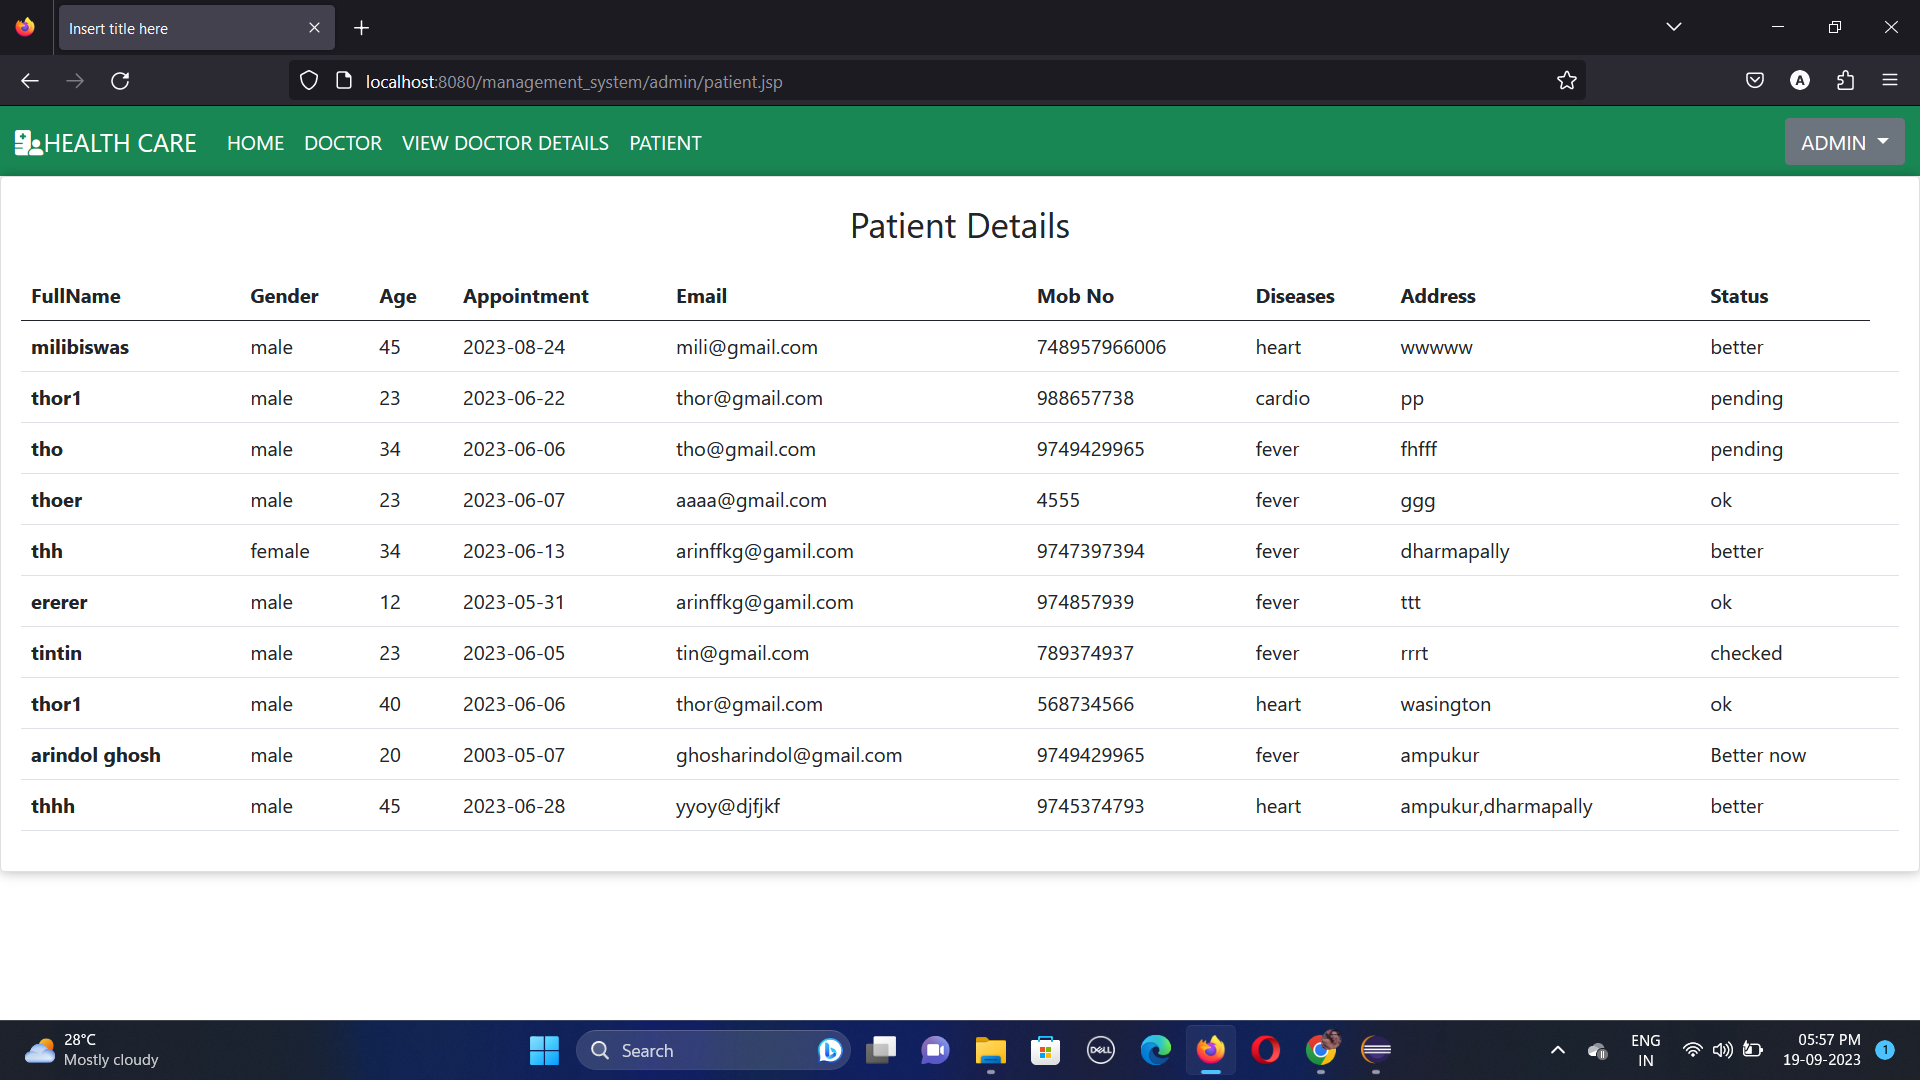 Insert title here
localhost:8080/management_system/admin/patient.jsp
A
HEALTH CARE HOME DOCTOR VIEW DOCTOR DETAILS PATIENT ADMIN
Patient Details
FullName Gender Age Appointment Email Mob No Diseases Address Status
milibiswas male 45 2023-08-24 mili@gmail.com 748957966006 heart wwwww better
thor1 male 23 2023-06-22 thor@gmail.com 988657738 cardio pp pending
tho male 34 2023-06-06 tho@gmail.com 9749429965 fever fhfff pending
thoer male 23 2023-06-07 aaaa@gmail.com 4555 fever ggg ok
thh female 34 2023-06-13 arinffkg@gamil.com 9747397394 fever dharmapally better
ererer male 12 2023-05-31 arinffkg@gamil.com 974857939 fever ttt ok
tintin male 23 2023-06-05 tin@gmail.com 789374937 fever rrrt checked
thor1 male 40 2023-06-06 thor@gmail.com 568734566 heart wasington ok
arindol ghosh male 20 2003-05-07 ghosharindol@gmail.com 9749429965 fever ampukur Better now
thhh male 45 2023-06-28 yyoy@djfjkf 9745374793 heart ampukur,dharmapally better
28°C
Mostly cloudy
Search
DELL
ENG
IN
05:57 PM
19-09-2023
1